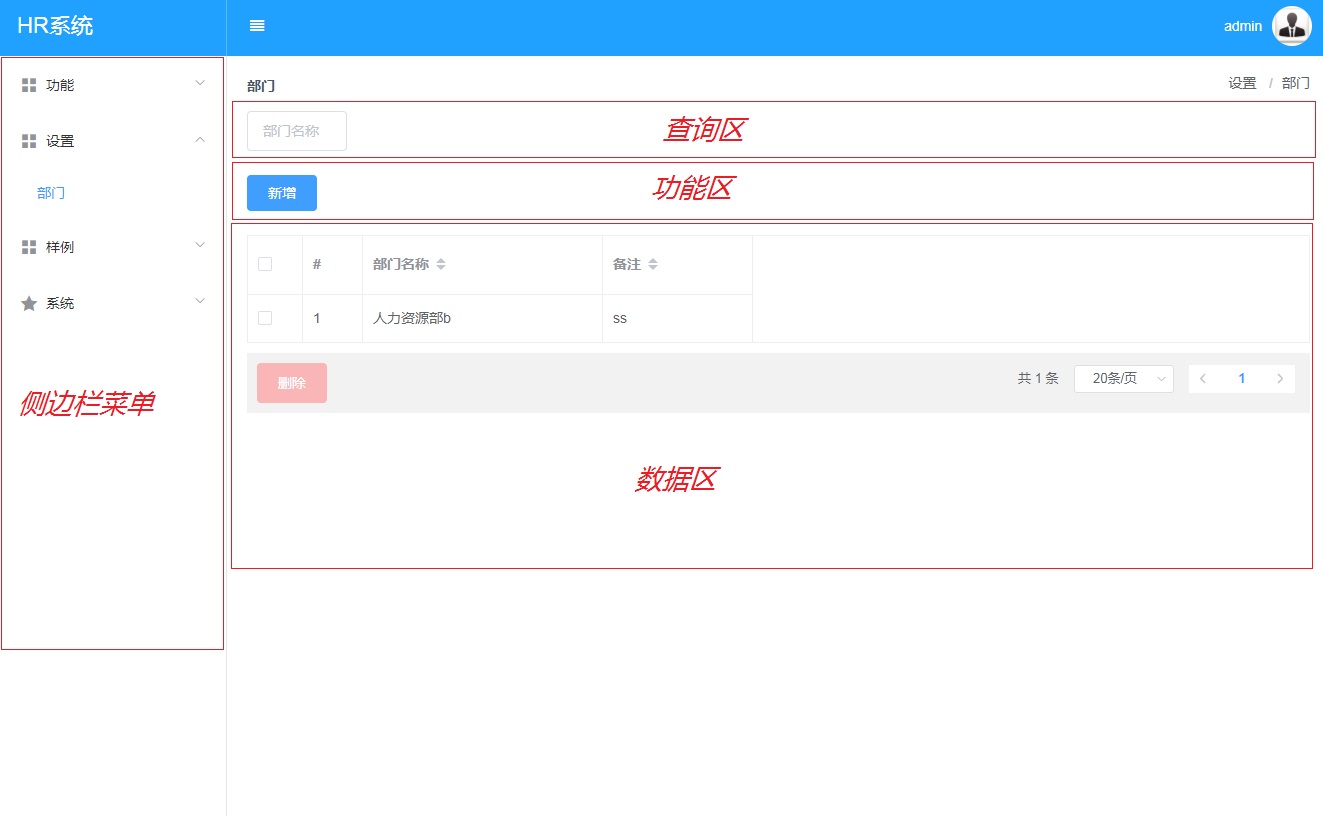 HR系统
admin
功能
设置
部门
样例
系统
侧边栏菜单
部门
设置 / 部门
部门名称
查询区
新增
功能区
# 部门名称 备注
1 人力资源部b ss
删除
共 1 条 20条/页 1
数据区